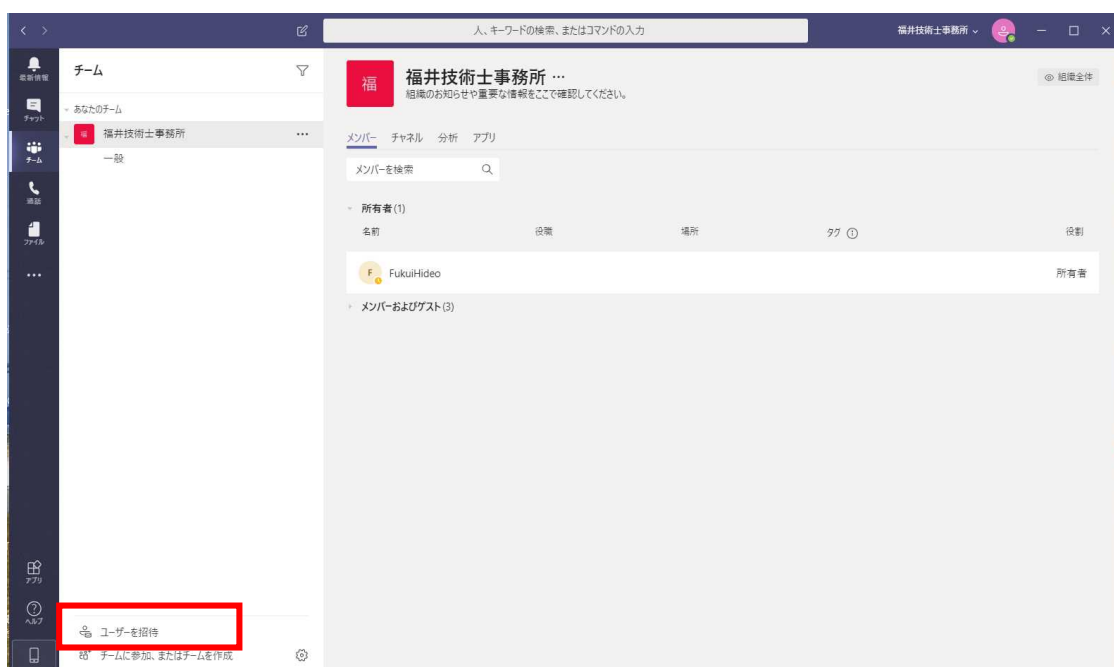 人、キーワードの検索、またはコマンドの入力
福井技術士事務所
最新情報
チャット
チーム
通話
ファイル
アプリ
ヘルプ
チーム
あなたのチーム
福
福井技術士事務所
...
一般
ユーザーを招待
チームに参加、またはチームを作成
福
福井技術士事務所 ...
組織のお知らせや重要な情報をここで確認してください。
組織全体
メンバー チャネル 分析 アプリ
メンバーを検索
所有者(1)
名前 役職 場所 タグ 役割
F FukuiHideo 所有者
メンバーおよびゲスト(3)